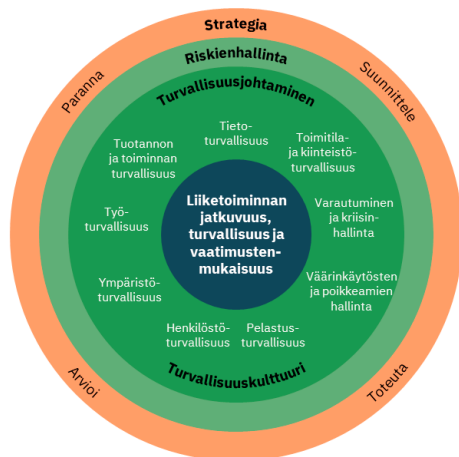 Strategia
Riskienhallinta
Turvallisuusjohtaminen
Paranna
Suunnittele
Tieto-
turvallisuus
Toimitila-
ja kiinteistö-
turvallisuus
Varautuminen
ja kriisin-
hallinta
Väärinkäytösten
ja poikkeamien
hallinta
Pelastus-
turvallisuus
Henkilöstö-
turvallisuus
Ympäristö-
turvallisuus
Työ-
turvallisuus
Tuotannon
ja toiminnan
turvallisuus
Liiketoiminnan
jatkuvuus,
turvallisuus ja
vaatimusten-
mukaisuus
Turvallisuuskulttuuri
Arvioi
Toteuta